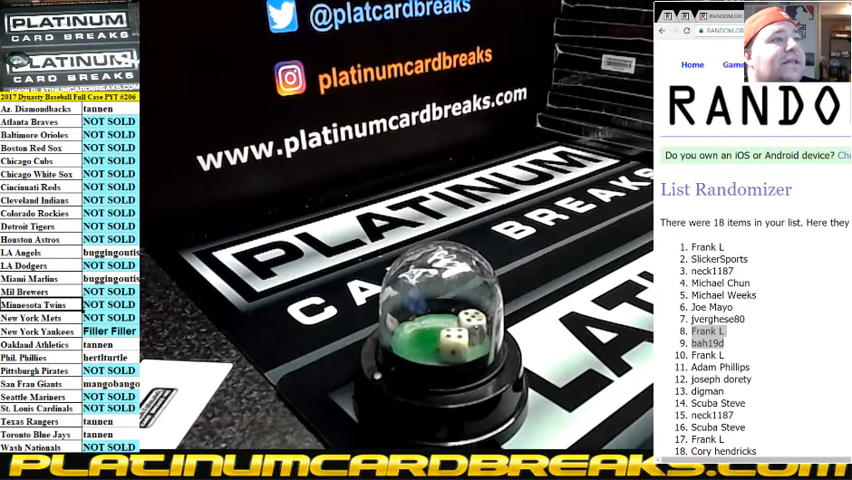 PLATINUM
CARD BREAKS
PLATINUM
CARD BREAKS
2017 Dynasty Baseball Full Case PYT #206
Az. Diamondbacks tannen
Atlanta Braves NOT SOLD
Baltimore Orioles NOT SOLD
Boston Red Sox NOT SOLD
Chicago Cubs NOT SOLD
Chicago White Sox NOT SOLD
Cincinnati Reds NOT SOLD
Cleveland Indians NOT SOLD
Colorado Rockies NOT SOLD
Detroit Tigers NOT SOLD
Houston Astros NOT SOLD
LA Angels buggingoutis
LA Dodgers NOT SOLD
Miami Marlins buggingoutis
Mil Brewers NOT SOLD
Minnesota Twins NOT SOLD
New York Mets NOT SOLD
New York Yankees Filler Filler
Oakland Athletics tannen
Phil. Phillies hertlturtle
Pittsburgh Pirates NOT SOLD
San Fran Giants mangobango
Seattle Mariners NOT SOLD
St. Louis Cardinals NOT SOLD
Texas Rangers tannen
Toronto Blue Jays tannen
Wash Nationals NOT SOLD
@platcardbreaks
platinumcardbreaks
www.platinumcardbreaks.com
PLATINUM
CA
BREAKS
PLATI
RANDOM.OR
RANDOM.OR
Home Game
RANDO
Do you own an iOS or Android device? Che
List Randomizer
There were 18 items in your list. Here they
1. Frank L
2. SlickerSports
3. neck1187
4. Michael Chun
5. Michael Weeks
6. Joe Mayo
7. jverghese80
8. Frank L
9. bah19d
10. Frank L
11. Adam Phillips
12. joseph dorety
13. digman
14. Scuba Steve
15. neck1187
16. Scuba Steve
17. Frank L
18. Cory hendricks
PLATINUMCARDBREAKS.COM